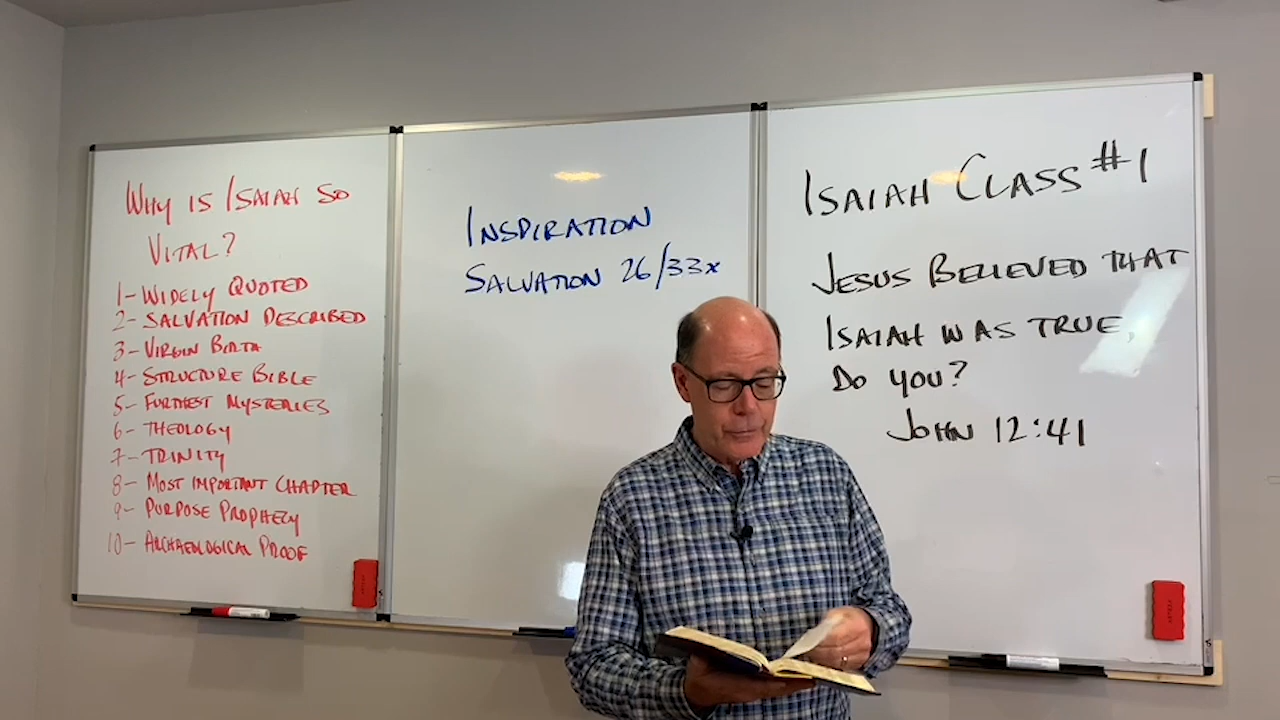 WHY IS ISAIAH SO
VITAL?
1- WIDELY QUOTED
2- SALVATION DESCRIBED
3- VIRGIN BIRTH
4- STRUCTURE BIBLE
5- FURTHEST MYSTERIES
6- THEOLOGY
7- TRINITY
8- MOST IMPORTANT CHAPTER
9- PURPOSE PROPHECY
10- ARCHAEOLOGICAL PROOF
INSPIRATION
SALVATION 26/33x
ISAIAH CLASS #1
JESUS BELIEVED THAT
ISAIAH WAS TRUE,
DO YOU?
JOHN 12:41